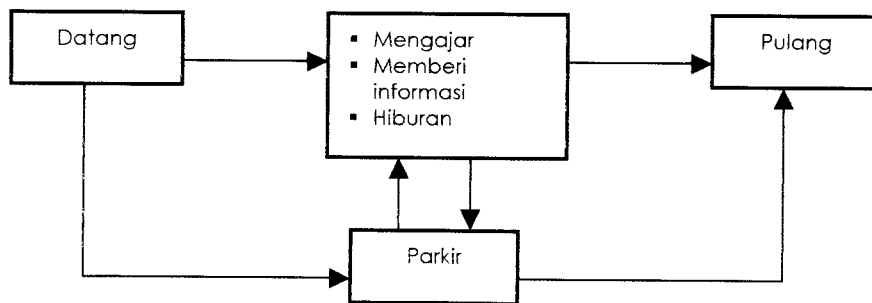 Datang
▪ Mengajar
▪ Memberi
informasi
▪ Hiburan
Pulang
Parkir